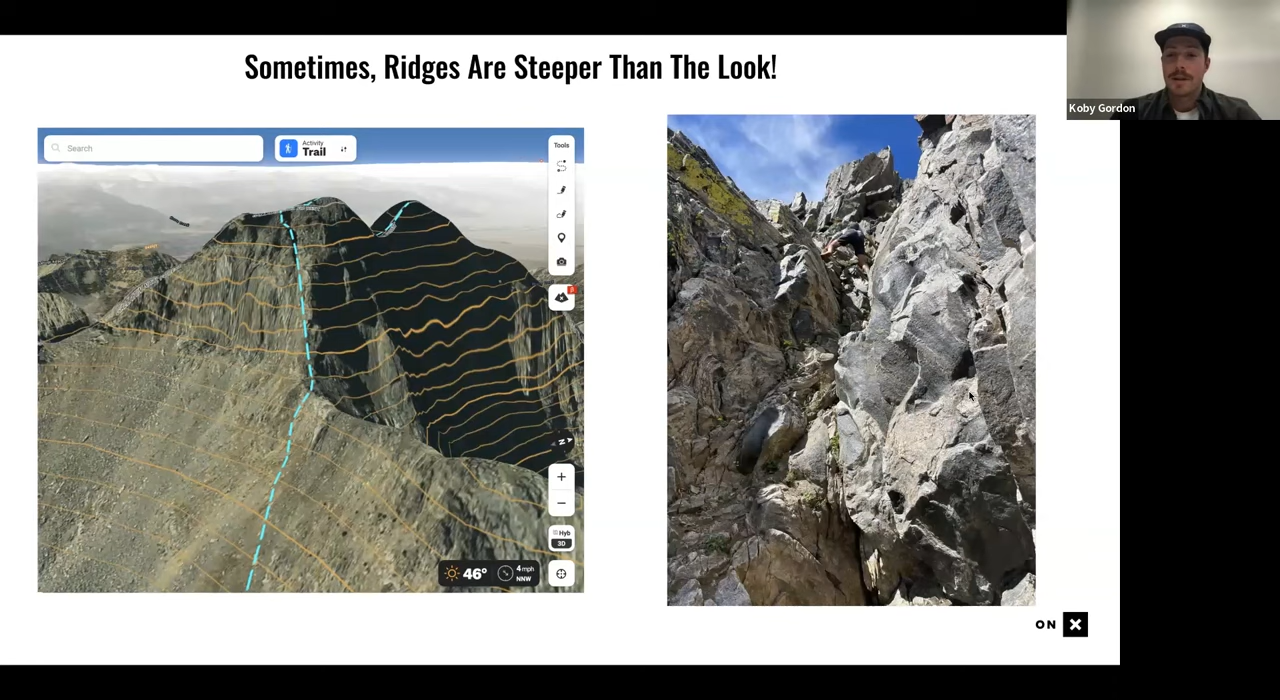 Sometimes, Ridges Are Steeper Than The Look!
Koby Gordon
Search
Activity
Trail
Tools
Hyb
3D
46°
4 mph
NNW
ON X